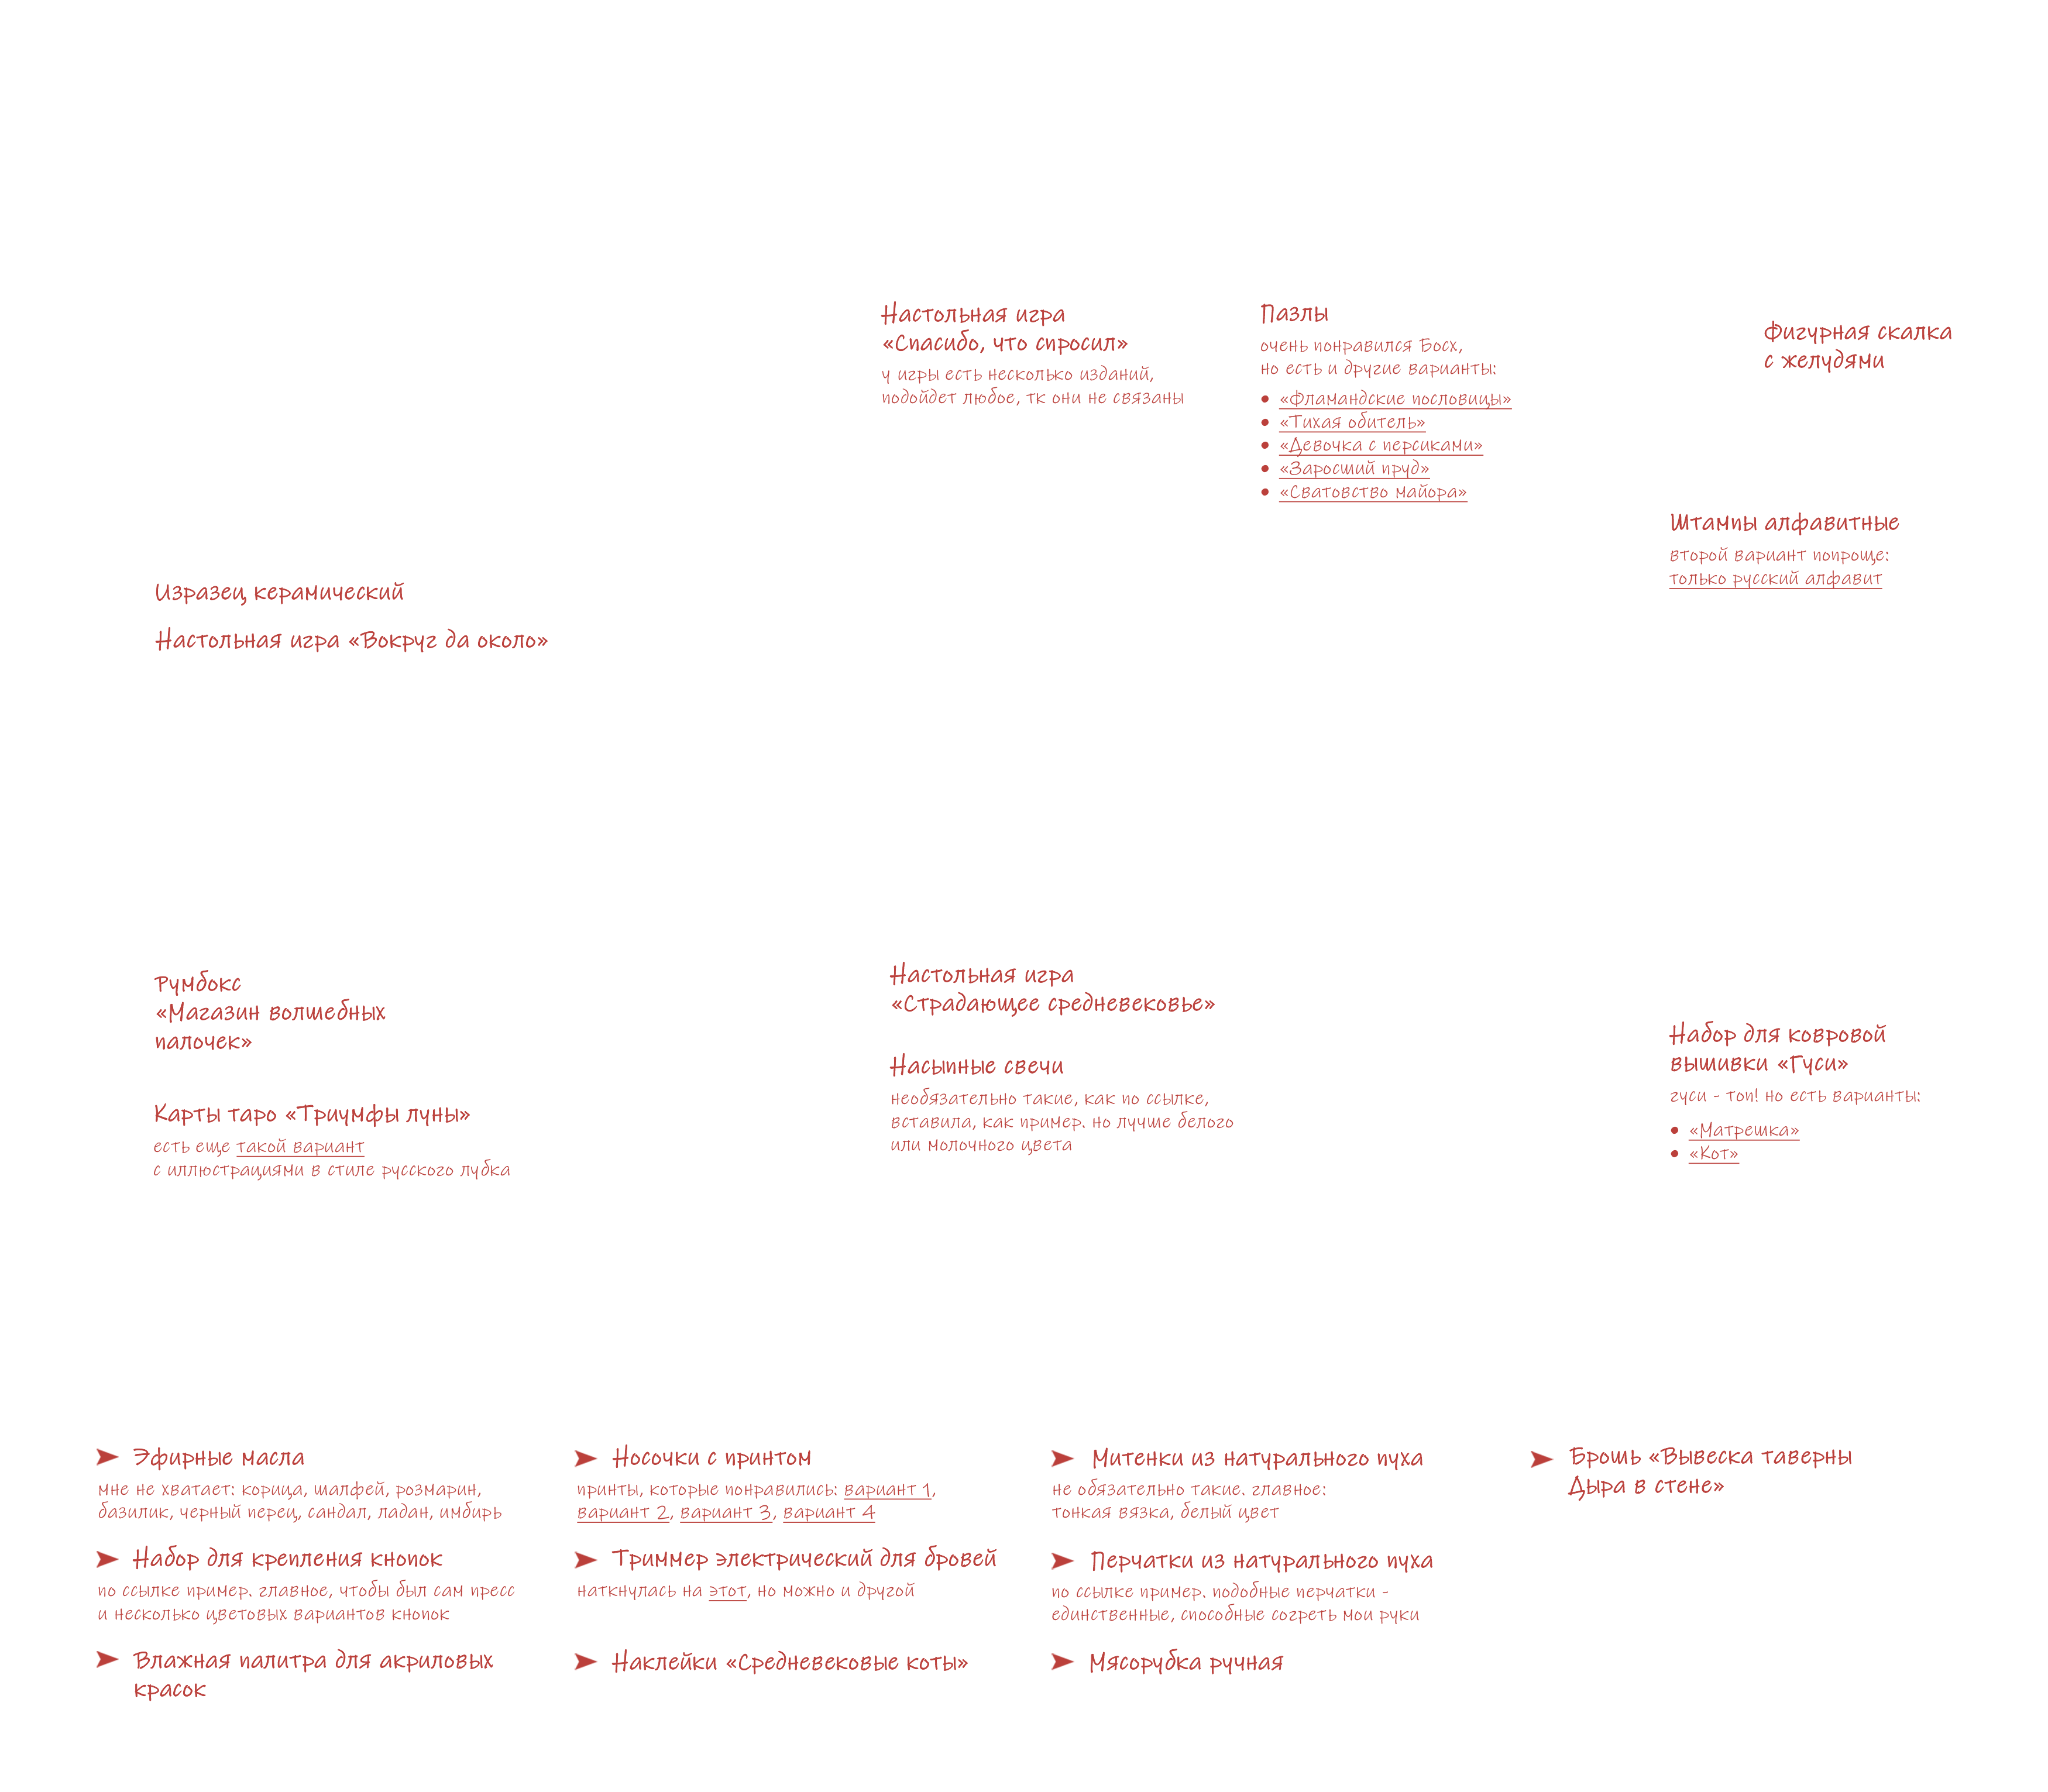 Настольная игра
«Спасибо, что спросил»
у игры есть несколько изданий,
подойдет любое, тк они не связаны
Пазлы
очень понравился Босх,
но есть и другие варианты:
• «Фламандские пословицы»
• «Тихая обитель»
• «Девочка с персиками»
• «Заросший пруд»
• «Сватовство майора»
Фигурная скалка
с желудями
Штампы алфавитные
второй вариант попроще:
только русский алфавит
Изразец керамический
Настольная игра «Вокруг да около»
Румбокс
«Магазин волшебных
палочек»
Карты таро «Триумфы луны»
есть еще такой вариант
с иллюстрациями в стиле русского лубка
Настольная игра
«Страдающее средневековье»
Насыпные свечи
необязательно такие, как по ссылке,
вставила, как пример. но лучше белого
или молочного цвета
Набор для ковровой
вышивки «Гуси»
гуси - топ! но есть варианты:
• «Матрешка»
• «Кот»
➤ Эфирные масла
мне не хватает: корица, шалфей, розмарин,
базилик, черный перец, сандал, ладан, имбирь
➤ Набор для крепления кнопок
по ссылке пример. главное, чтобы был сам пресс
и несколько цветовых вариантов кнопок
➤ Влажная палитра для акриловых
красок
➤ Носочки с принтом
принты, которые понравились: вариант 1,
вариант 2, вариант 3, вариант 4
➤ Триммер электрический для бровей
наткнулась на этот, но можно и другой
➤ Наклейки «Средневековые коты»
➤ Митенки из натурального пуха
не обязательно такие. главное:
тонкая вязка, белый цвет
➤ Перчатки из натурального пуха
по ссылке пример. подобные перчатки -
единственные, способные согреть мои руки
➤ Мясорубка ручная
➤ Брошь «Вывеска таверны
Дыра в стене»